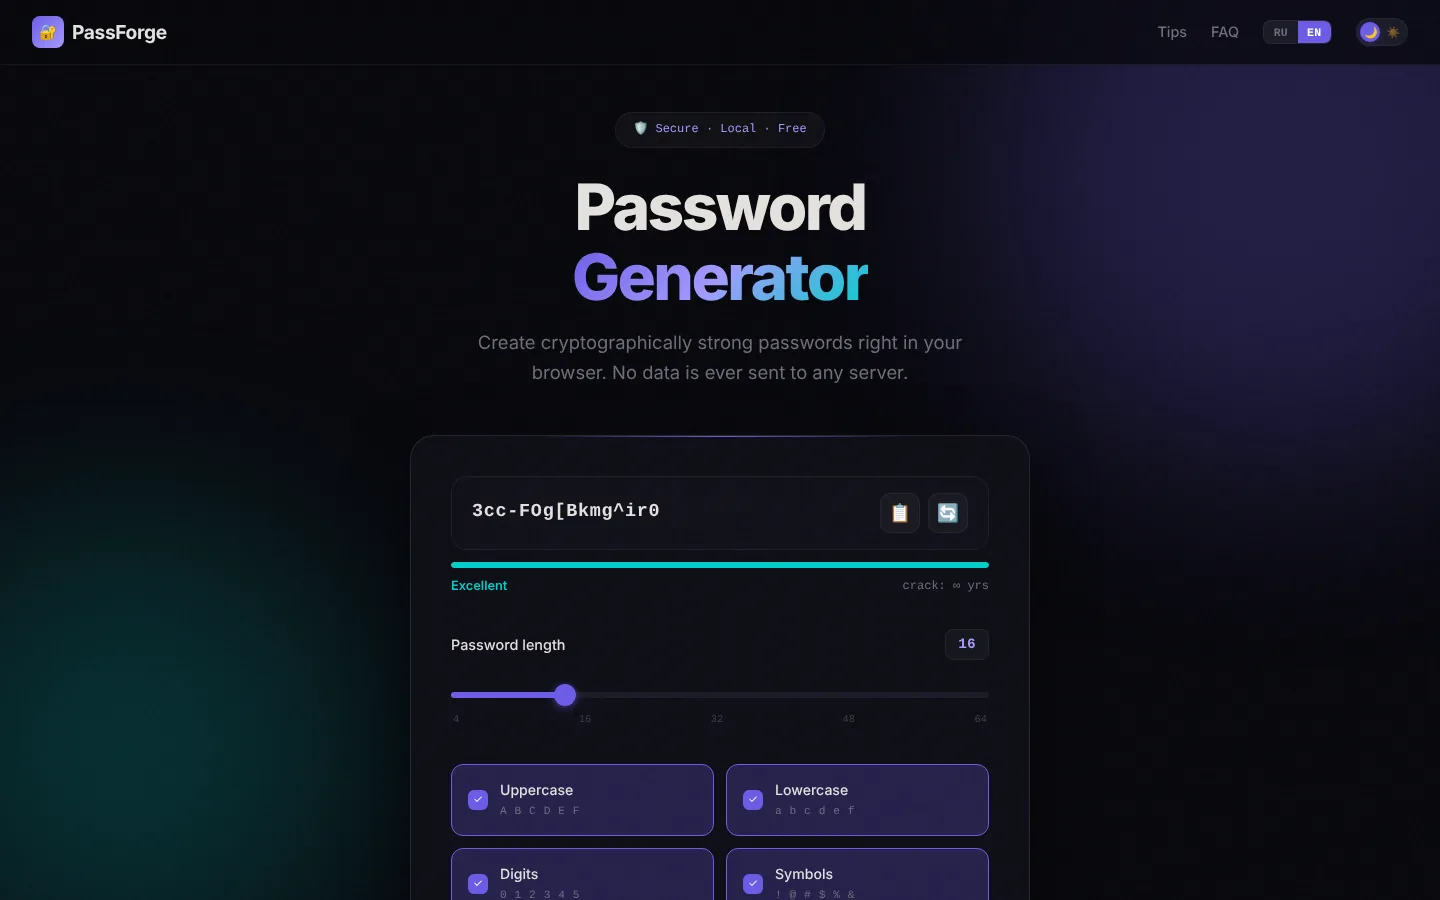 PassForge
Tips FAQ RU EN
Secure · Local · Free
Password
Generator
Create cryptographically strong passwords right in your
browser. No data is ever sent to any server.
3cc-FOg[Bkmg^ir0
Excellent crack: ∞ yrs
Password length 16
4 16 32 48 64
Uppercase
A B C D E F
Lowercase
a b c d e f
Digits
0 1 2 3 4 5
Symbols
! @ # $ % &